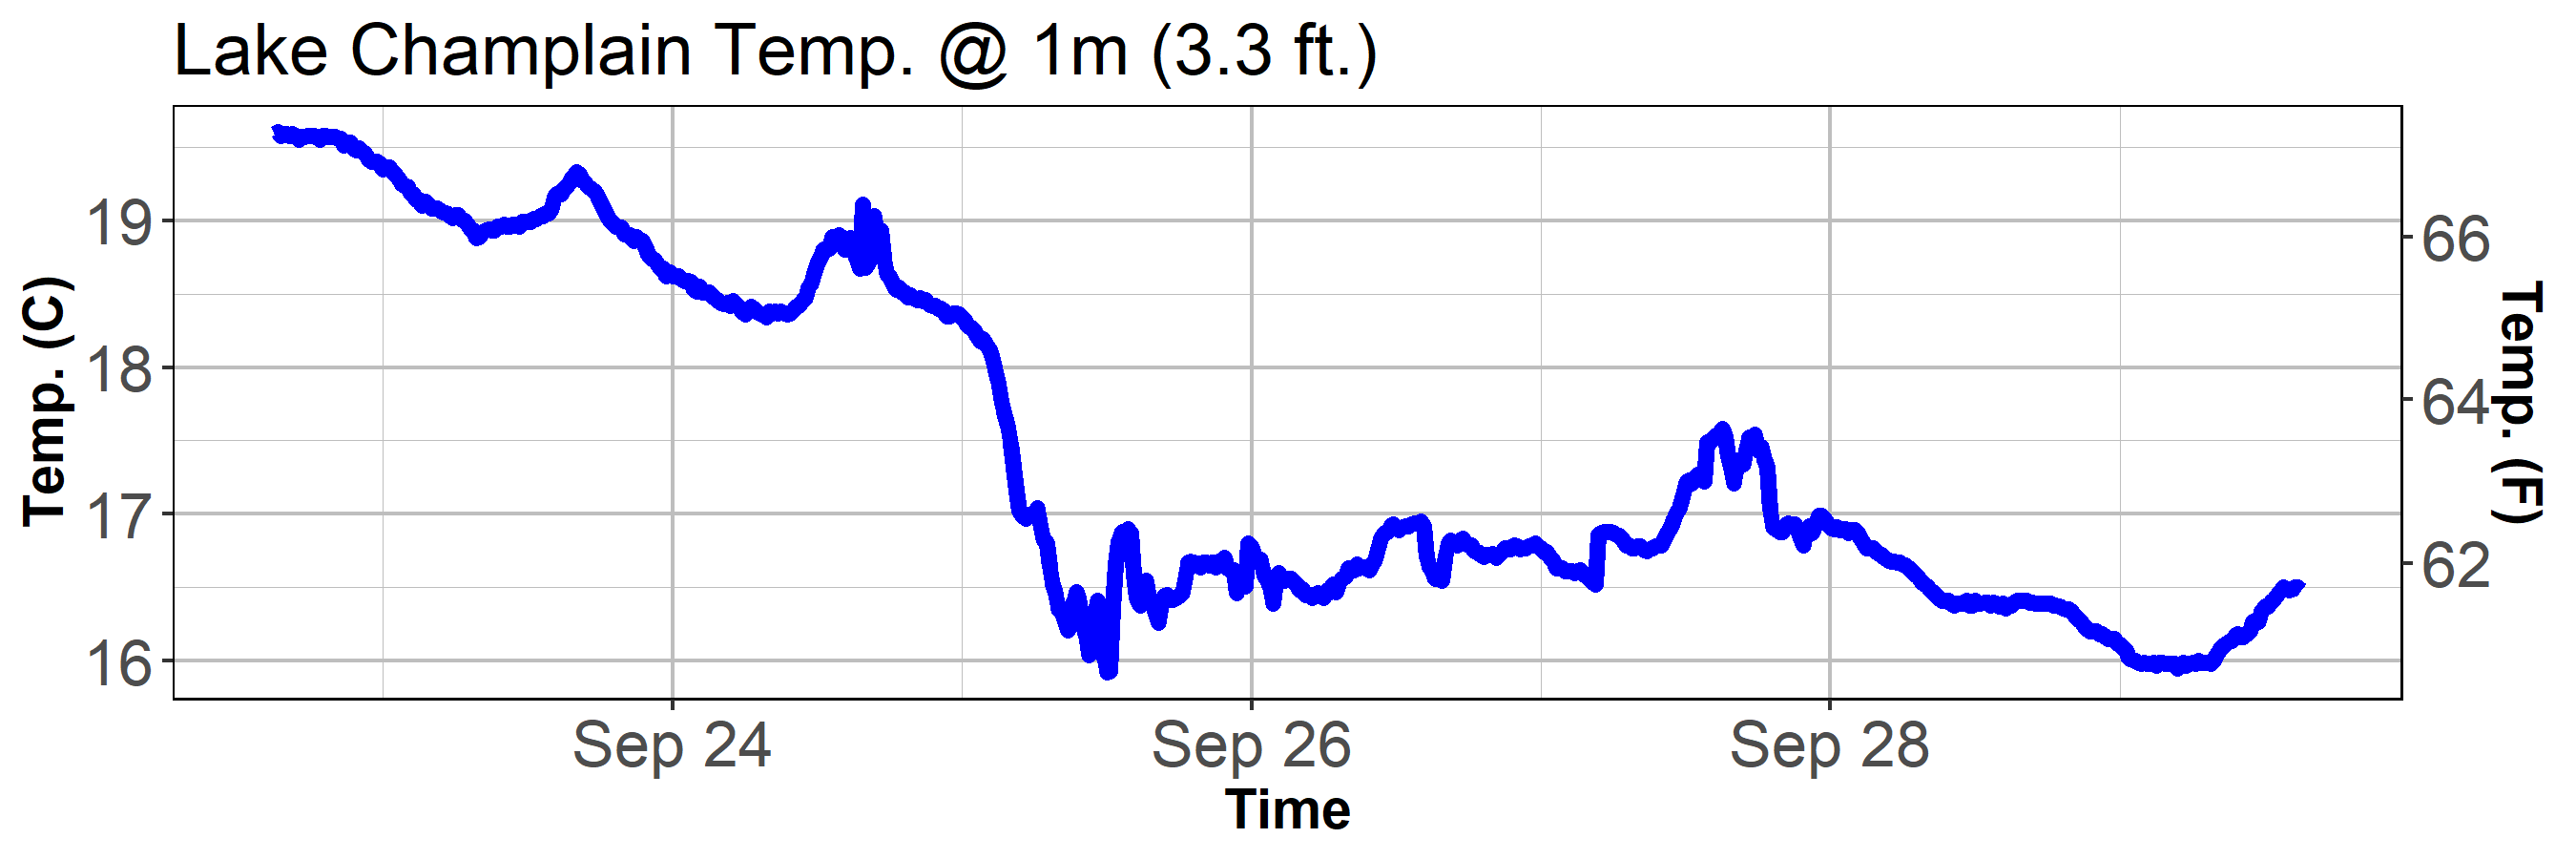 Lake Champlain Temp. @ 1m (3.3 ft.)
Temp. (C)
19
18
17
16
66
64
62
Temp. (F)
Sep 24
Sep 26
Sep 28
Time